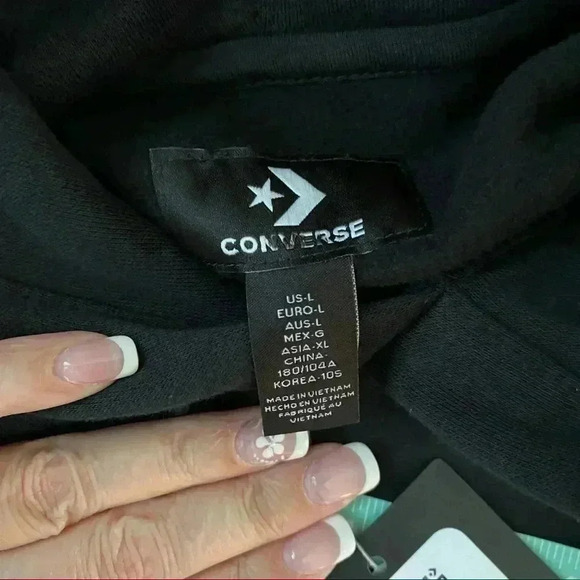 CONVERSE
US-L
EURO-L
AUS-L
MEX-G
ASIA-XL
CHINA-
180/104A
KOREA-105
MADE IN VIETNAM
HECHO EN VIETNAM
FABRIQUÉ AU
VIETNAM